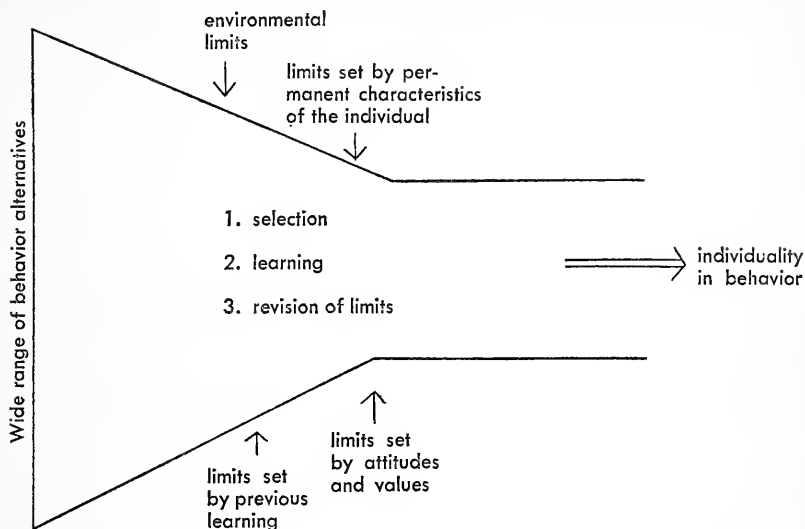 environmental
limits
limits set by per-
manent characteristics
of the individual
Wide range of behavior alternatives
1. selection
2. learning
3. revision of limits
individuality
in behavior
limits set
by previous
learning
limits set
by attitudes
and values